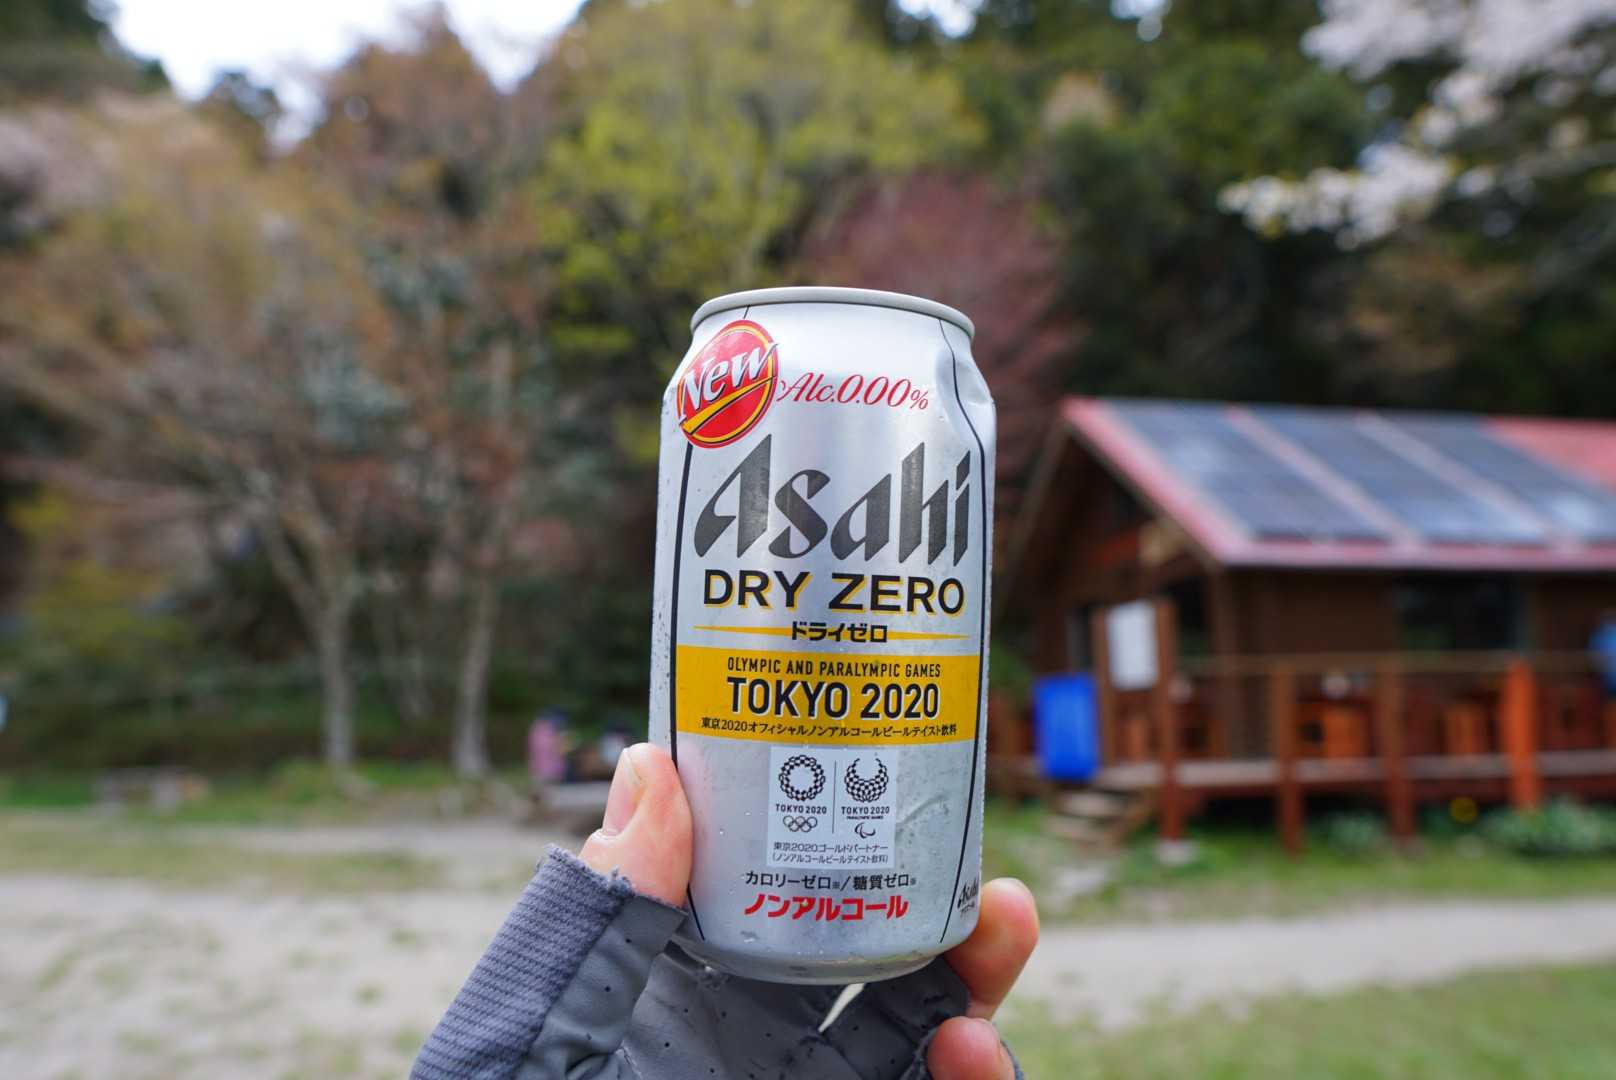 New
Alc.0.00%
Asahi
DRY ZERO
ドライゼロ
OLYMPIC AND PARALYMPIC GAMES
TOKYO 2020
東京2020オフィシャルノンアルコールビールテイスト飲料
TOKYO 2020
TOKYO 2020
PARALYMPIC GAMES
東京2020ゴールドパートナー
(ノンアルコールビールテイスト飲料)
カロリーゼロ※/糖質ゼロ※
ノンアルコール
Asahi